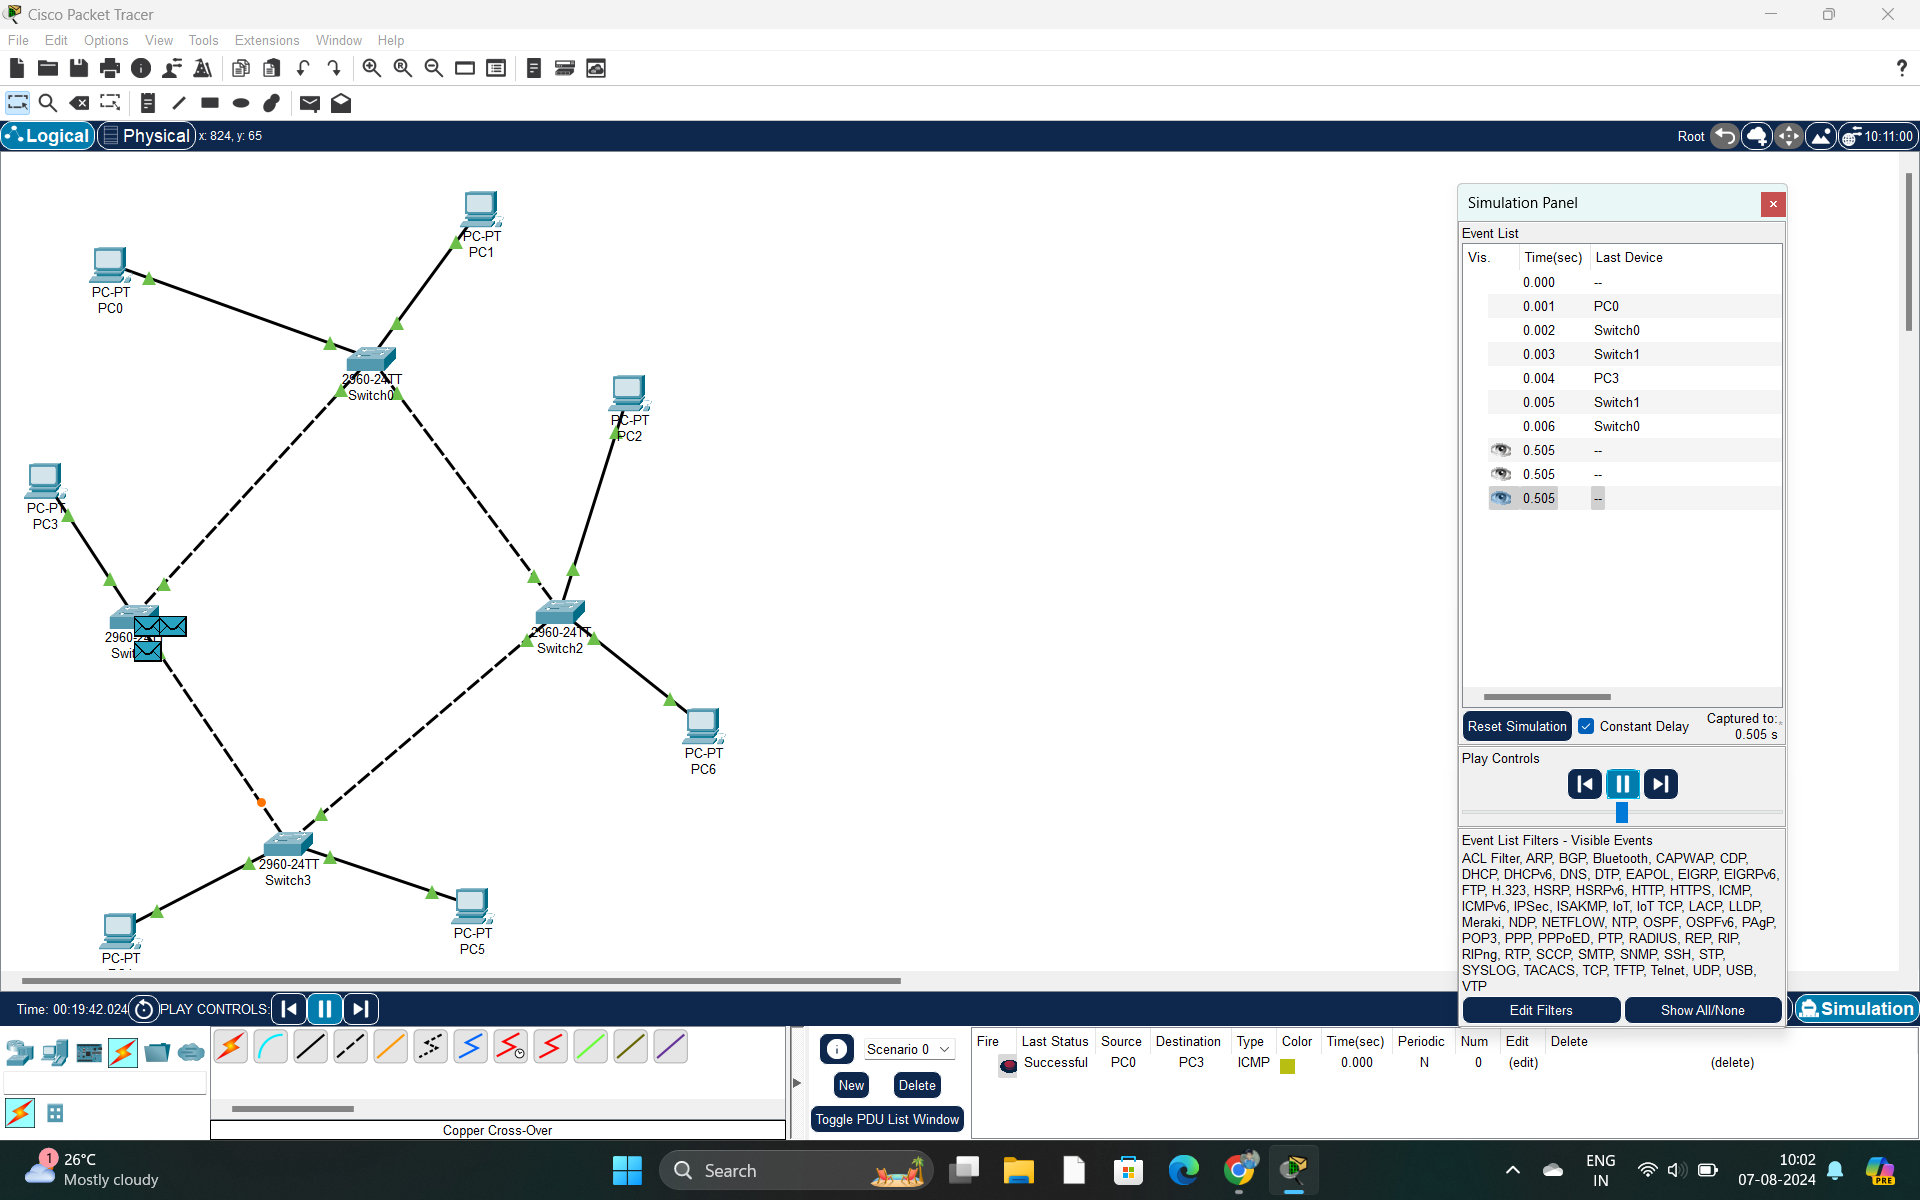 Cisco Packet Tracer
File Edit Options View Tools Extensions Window Help
Logical Physical x: 824, y: 65 Root 10:11:00
PC-PT
PC1
PC-PT
PC0
2960-24TT
Switch0
PC-PT
PC2
PC-PT
PC3
2960-24TT
Swit
2960-24TT
Switch2
PC-PT
PC6
2960-24TT
Switch3
PC-PT
PC5
PC-PT
Simulation Panel
Event List
Vis. Time(sec) Last Device
0.000 --
0.001 PC0
0.002 Switch0
0.003 Switch1
0.004 PC3
0.005 Switch1
0.006 Switch0
0.505 --
0.505 --
0.505 --
Reset Simulation Constant Delay Captured to:*
0.505 s
Play Controls
Event List Filters - Visible Events
ACL Filter, ARP, BGP, Bluetooth, CAPWAP, CDP,
DHCP, DHCPv6, DNS, DTP, EAPOL, EIGRP, EIGRPv6,
FTP, H.323, HSRP, HSRPv6, HTTP, HTTPS, ICMP,
ICMPv6, IPSec, ISAKMP, IoT, IoT TCP, LACP, LLDP,
Meraki, NDP, NETFLOW, NTP, OSPF, OSPFv6, PAgP,
POP3, PPP, PPPoED, PTP, RADIUS, REP, RIP,
RIPng, RTP, SCCP, SMTP, SNMP, SSH, STP,
SYSLOG, TACACS, TCP, TFTP, Telnet, UDP, USB,
VTP
Edit Filters Show All/None
Time: 00:19:42.024 PLAY CONTROLS: Simulation
Scenario 0
New Delete
Toggle PDU List Window
Fire Last Status Source Destination Type Color Time(sec) Periodic Num Edit Delete
Successful PC0 PC3 ICMP 0.000 N 0 (edit) (delete)
Copper Cross-Over
1
26°C
Mostly cloudy
Search
ENG
IN
10:02
07-08-2024
PRE